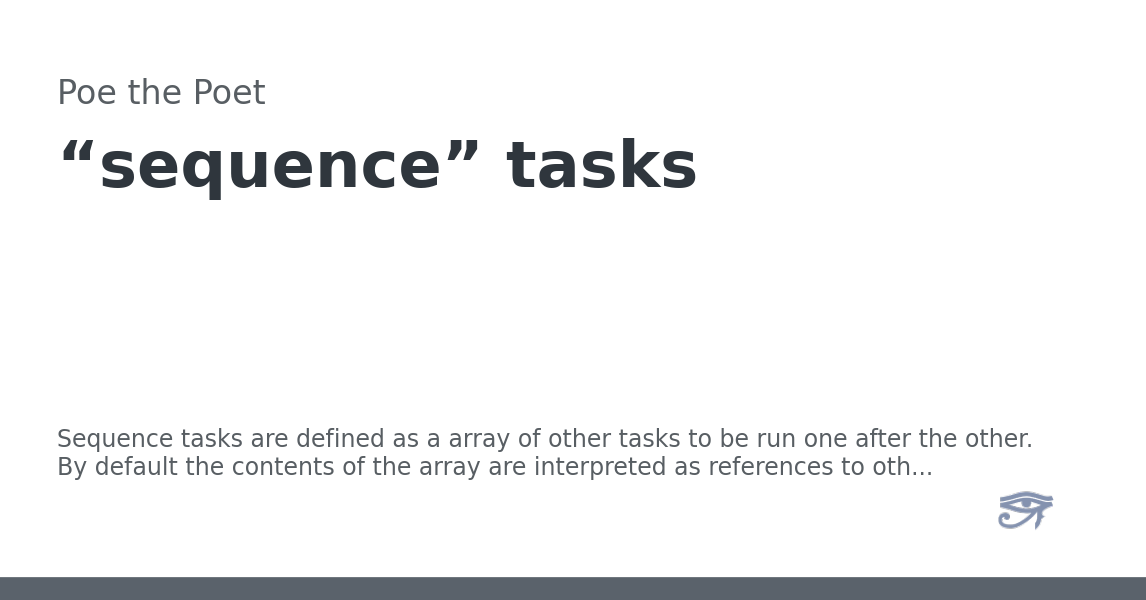 Poe the Poet
“sequence” tasks
Sequence tasks are defined as a array of other tasks to be run one after the other.
By default the contents of the array are interpreted as references to oth...